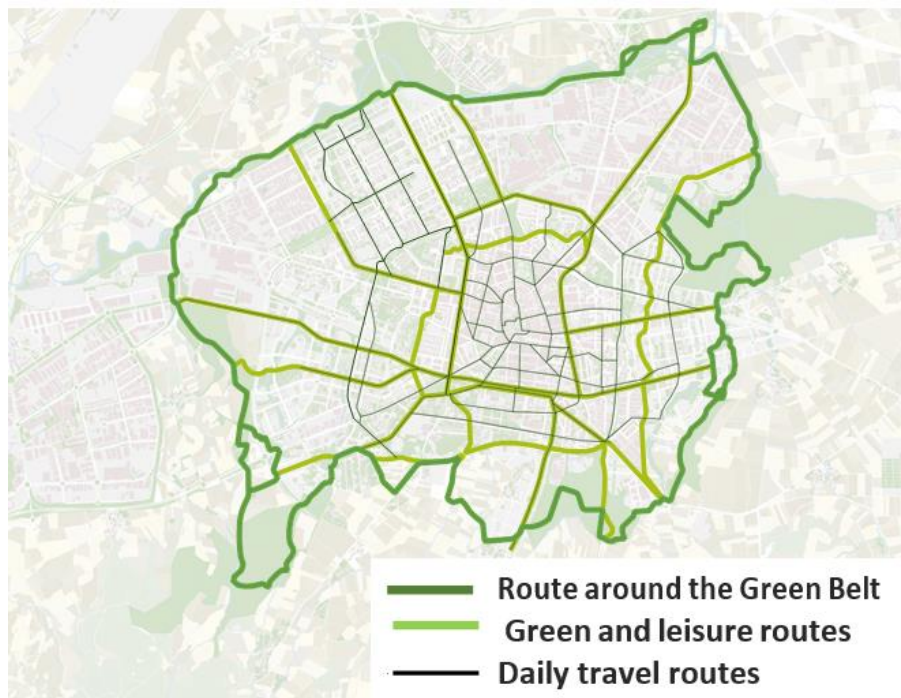 Route around the Green Belt
Green and leisure routes
Daily travel routes